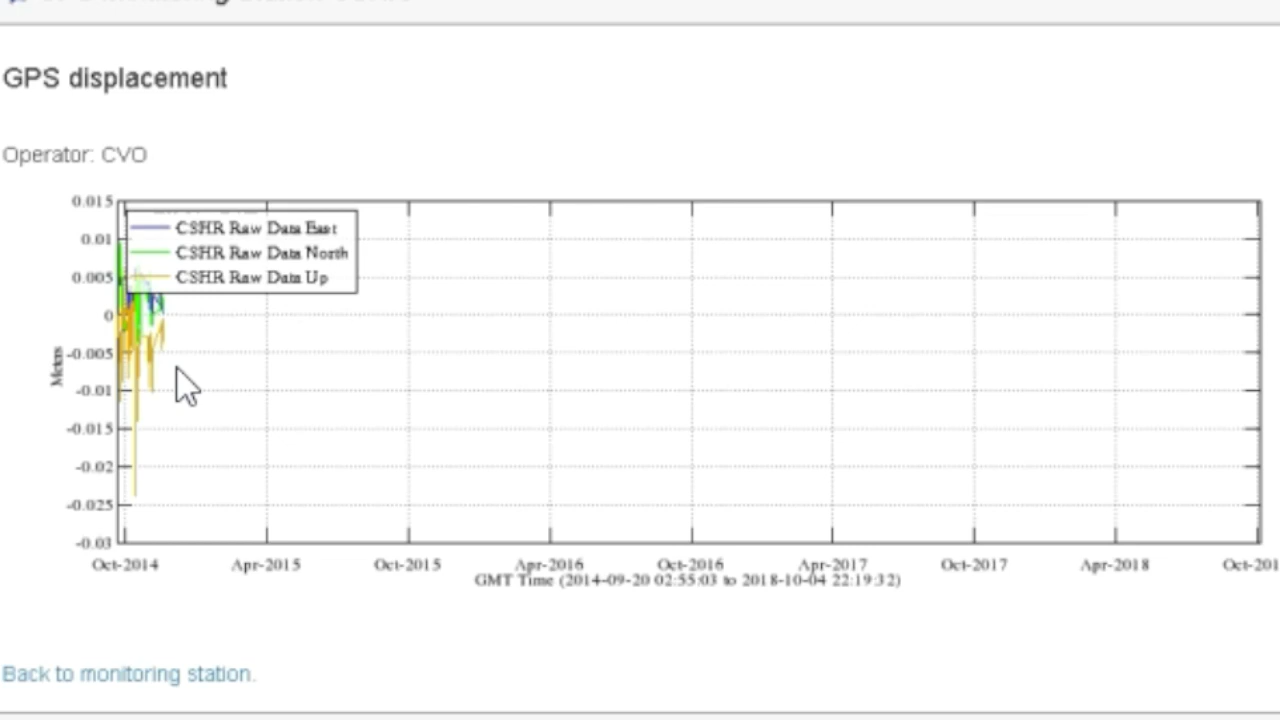 GPS displacement
Operator: CVO
0.015
0.01
0.005
0
-0.005
-0.01
-0.015
-0.02
-0.025
-0.03
Meters
CSHR Raw Data East
CSHR Raw Data North
CSHR Raw Data Up
Oct-2014 Apr-2015 Oct-2015 Apr-2016 Oct-2016 Apr-2017 Oct-2017 Apr-2018 Oct-201
GMT Time (2014-09-20 02:55:03 to 2018-10-04 22:19:32)
Back to monitoring station.